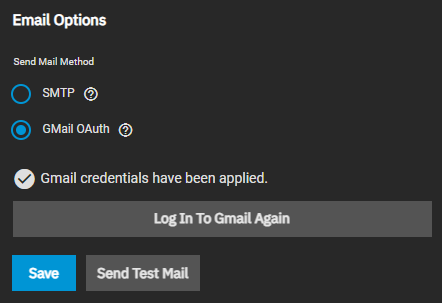 Email Options
Send Mail Method
SMTP
GMail OAuth
Gmail credentials have been applied.
Log In To Gmail Again
Save Send Test Mail